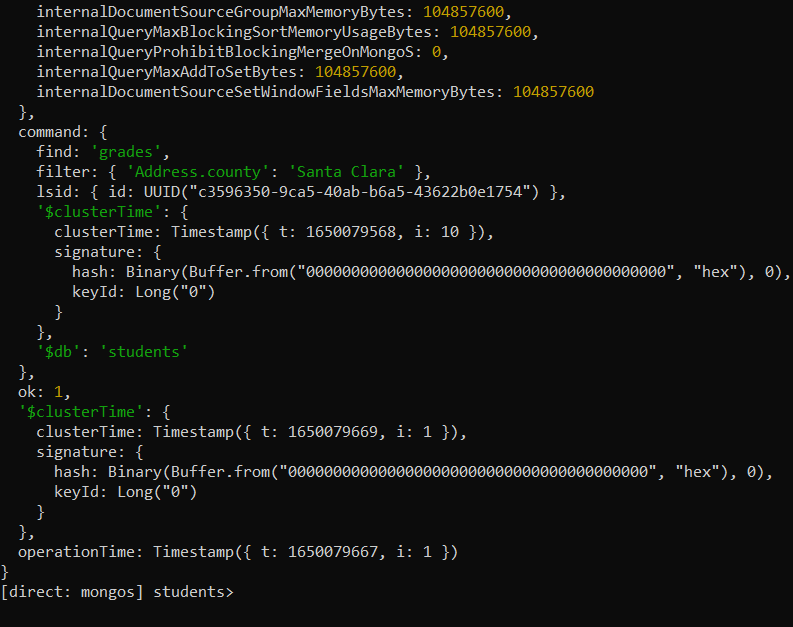 internalDocumentSourceGroupMaxMemoryBytes: 104857600,
internalQueryMaxBlockingSortMemoryUsageBytes: 104857600,
internalQueryProhibitBlockingMergeOnMongoS: 0,
internalQueryMaxAddToSetBytes: 104857600,
internalDocumentSourceSetWindowFieldsMaxMemoryBytes: 104857600
},
command: {
find: 'grades',
filter: { 'Address.county': 'Santa Clara' },
lsid: { id: UUID("c3596350-9ca5-40ab-b6a5-43622b0e1754") },
'$clusterTime': {
clusterTime: Timestamp({ t: 1650079568, i: 10 }),
signature: {
hash: Binary(Buffer.from("0000000000000000000000000000000000000000", "hex"), 0),
keyId: Long("0")
}
},
'$db': 'students'
},
ok: 1,
'$clusterTime': {
clusterTime: Timestamp({ t: 1650079669, i: 1 }),
signature: {
hash: Binary(Buffer.from("0000000000000000000000000000000000000000", "hex"), 0),
keyId: Long("0")
}
},
operationTime: Timestamp({ t: 1650079667, i: 1 })
}
[direct: mongos] students>